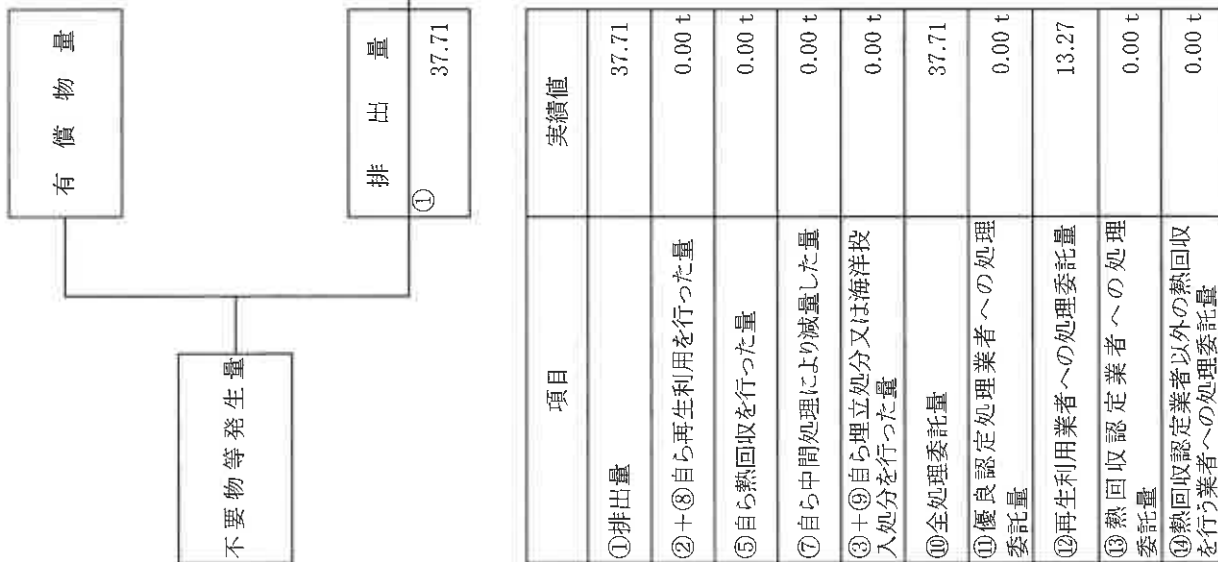 有償物量
不要物等発生量
排出量
①
37.71
項目
実績値
①排出量
37.71
②＋⑧自ら再生利用を行った量
0.00 t
⑤自ら熱回収を行った量
0.00 t
⑦自ら中間処理により減量した量
0.00 t
③＋⑨自ら埋立処分又は海洋投
入処分を行った量
0.00 t
⑩全処理委託量
37.71
⑪優良認定処理業者への処理
委託量
0.00 t
⑫再生利用業者への処理委託量
13.27
⑬熱回収認定業者への処理
委託量
0.00 t
⑭熱回収認定業者以外の熱回収
を行う業者への処理委託量
0.00 t